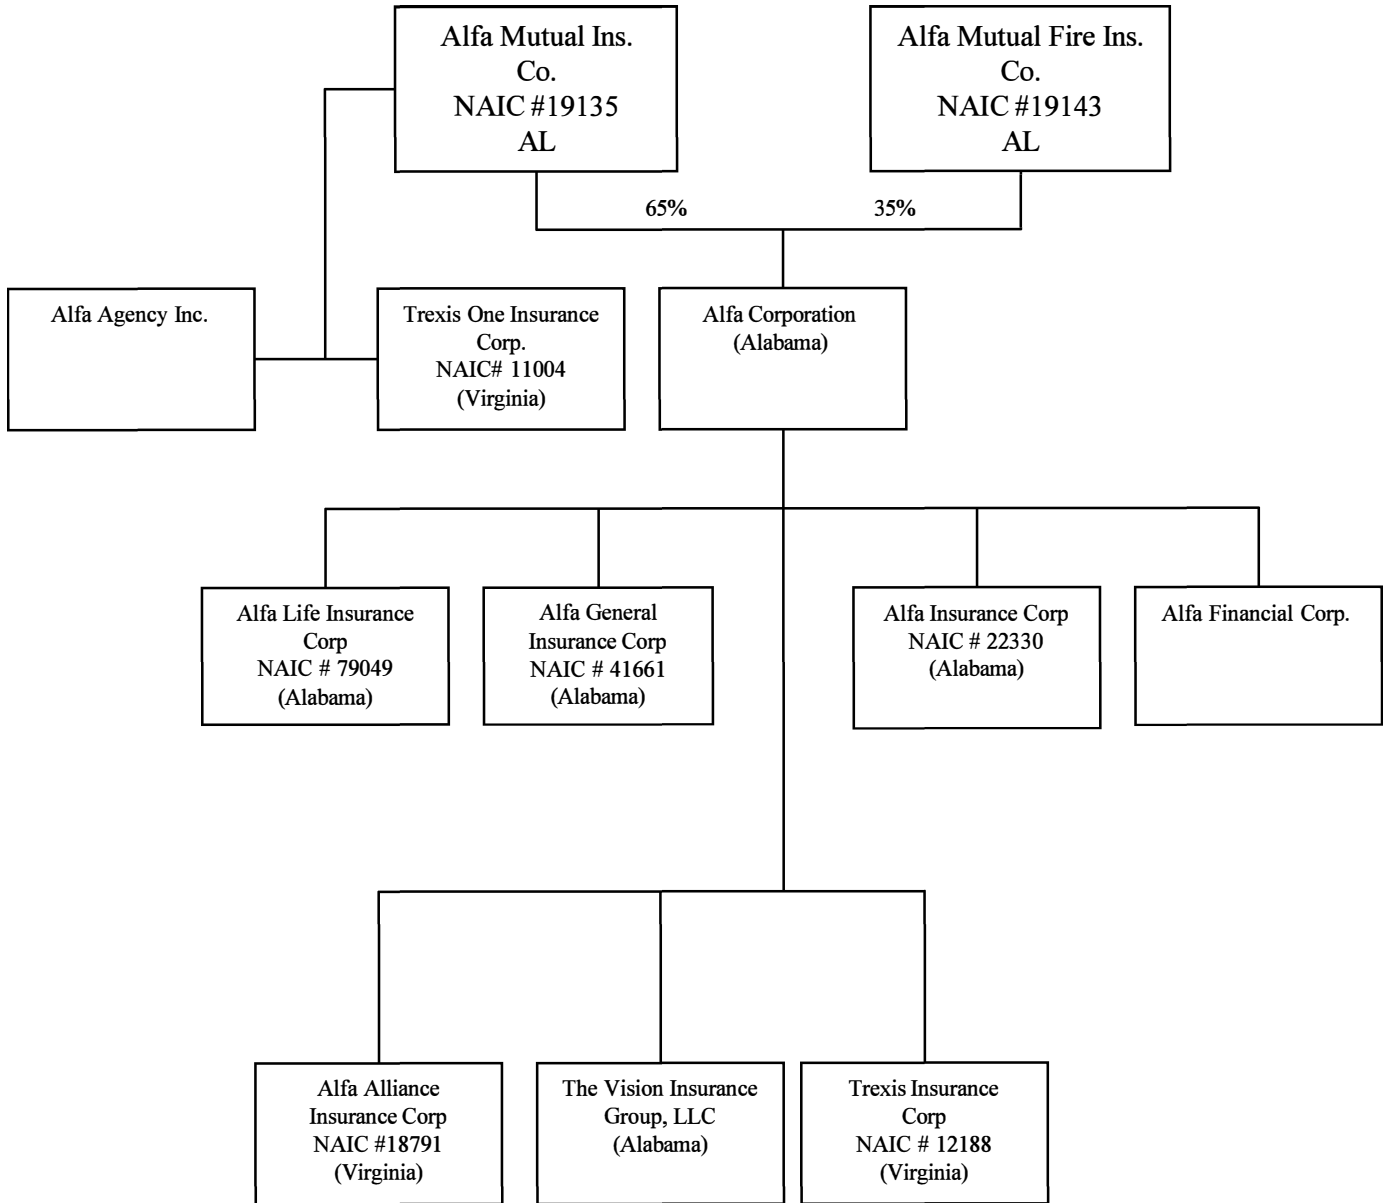 Alfa Mutual Ins.
Co.
NAIC #19135
AL
Alfa Mutual Fire Ins.
Co.
NAIC #19143
AL
65%
35%
Alfa Agency Inc.
Trexis One Insurance
Corp.
NAIC# 11004
(Virginia)
Alfa Corporation
(Alabama)
Alfa Life Insurance
Corp
NAIC # 79049
(Alabama)
Alfa General
Insurance Corp
NAIC # 41661
(Alabama)
Alfa Insurance Corp
NAIC # 22330
(Alabama)
Alfa Financial Corp.
Alfa Alliance
Insurance Corp
NAIC #18791
(Virginia)
The Vision Insurance
Group, LLC
(Alabama)
Trexis Insurance
Corp
NAIC # 12188
(Virginia)